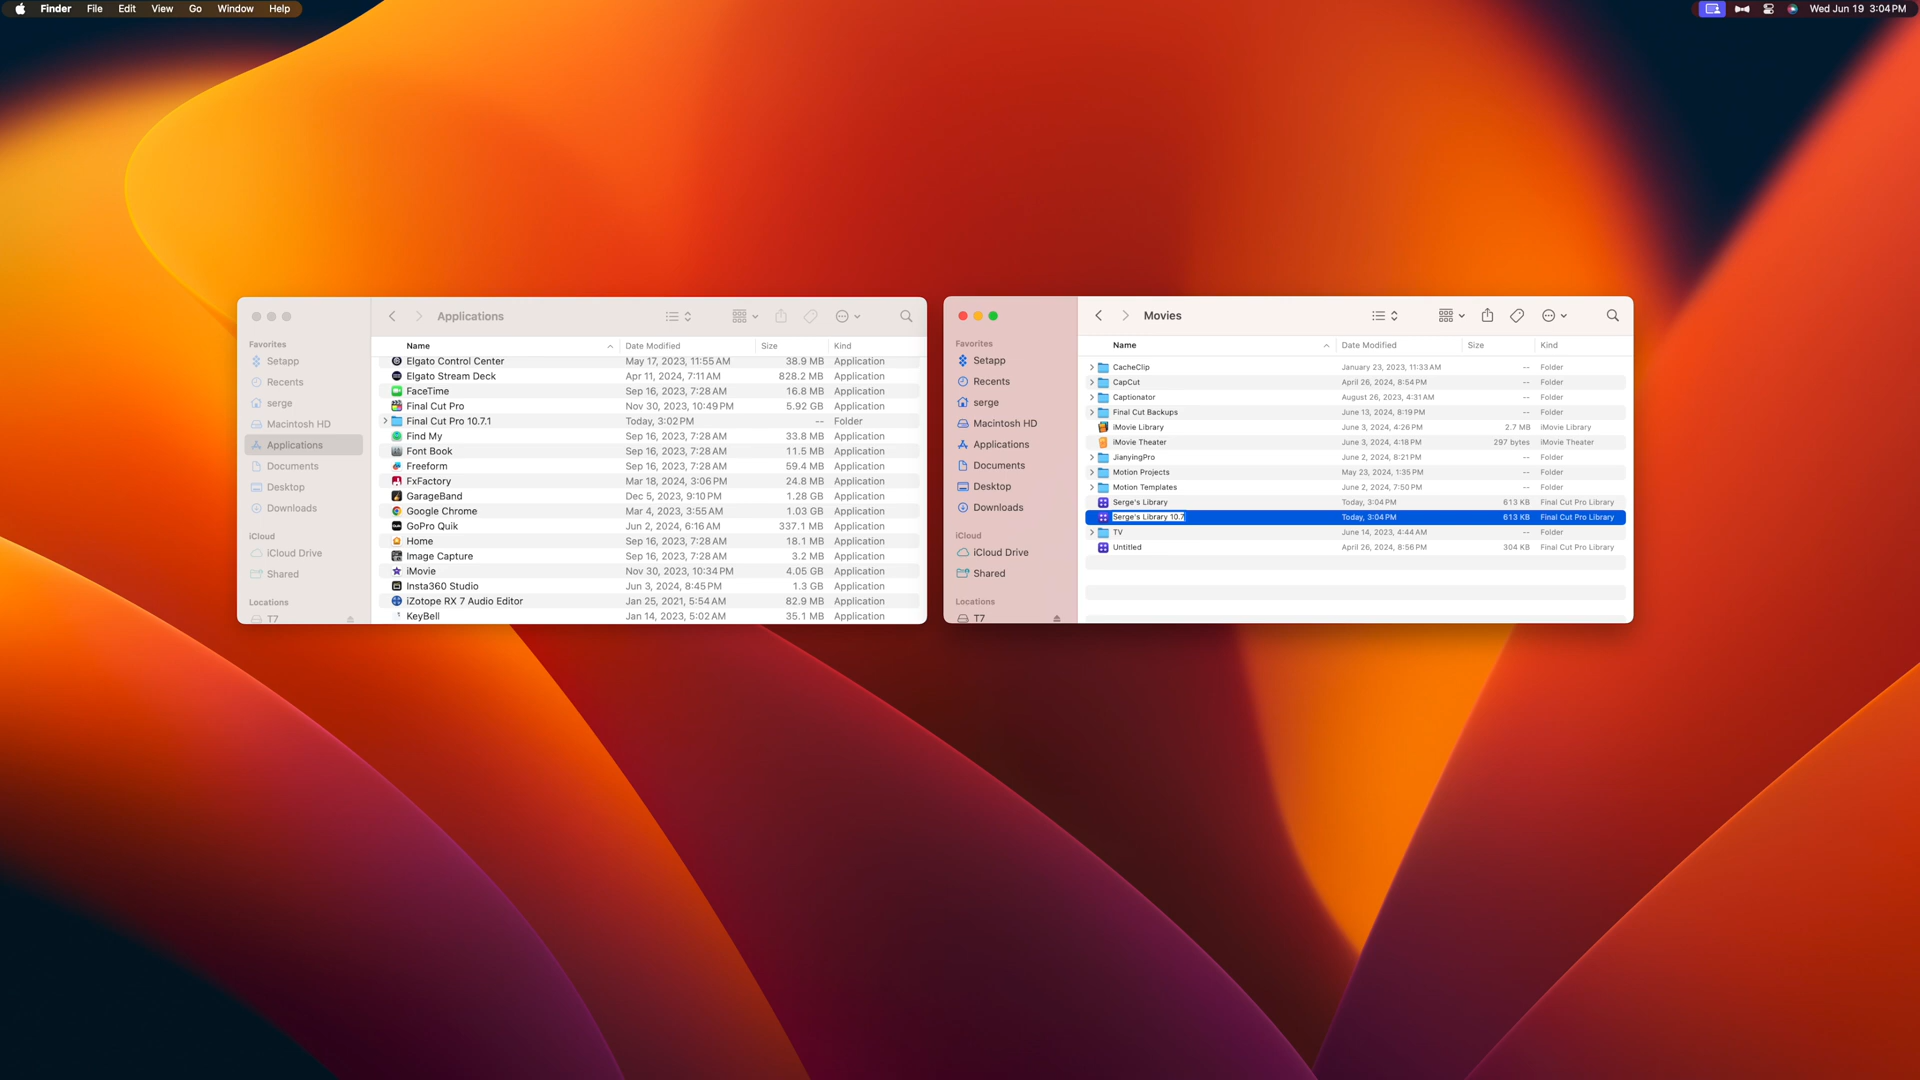 Finder File Edit View Go Window Help
Wed Jun 19 3:04 PM
Applications
Favorites
Setapp
Recents
serge
Macintosh HD
Applications
Documents
Desktop
Downloads
iCloud
iCloud Drive
Shared
Locations
T7
Name Date Modified Size Kind
Elgato Control Center May 17, 2023, 11:55 AM 38.9 MB Application
Elgato Stream Deck Apr 11, 2024, 7:11 AM 828.2 MB Application
FaceTime Sep 16, 2023, 7:28 AM 16.8 MB Application
Final Cut Pro Nov 30, 2023, 10:49 PM 5.92 GB Application
Final Cut Pro 10.7.1 Today, 3:02 PM -- Folder
Find My Sep 16, 2023, 7:28 AM 33.8 MB Application
Font Book Sep 16, 2023, 7:28 AM 11.5 MB Application
Freeform Sep 16, 2023, 7:28 AM 59.4 MB Application
FxFactory Mar 18, 2024, 3:06 PM 24.8 MB Application
GarageBand Dec 5, 2023, 9:10 PM 1.28 GB Application
Google Chrome Mar 4, 2023, 3:55 AM 1.03 GB Application
GoPro Quik Jun 2, 2024, 6:16 AM 337.1 MB Application
Home Sep 16, 2023, 7:28 AM 18.1 MB Application
Image Capture Sep 16, 2023, 7:28 AM 3.2 MB Application
iMovie Nov 30, 2023, 10:34 PM 4.05 GB Application
Insta360 Studio Jun 3, 2024, 8:45 PM 1.3 GB Application
iZotope RX 7 Audio Editor Jan 25, 2021, 5:54 AM 82.9 MB Application
KeyBell Jan 14, 2023, 5:02 AM 35.1 MB Application
Movies
Favorites
Setapp
Recents
serge
Macintosh HD
Applications
Documents
Desktop
Downloads
iCloud
iCloud Drive
Shared
Locations
T7
Name Date Modified Size Kind
CacheClip January 23, 2023, 11:33 AM -- Folder
CapCut April 26, 2024, 8:54 PM -- Folder
Captionator August 26, 2023, 4:31 AM -- Folder
Final Cut Backups June 13, 2024, 8:19 PM -- Folder
iMovie Library June 3, 2024, 4:26 PM 2.7 MB iMovie Library
iMovie Theater June 3, 2024, 4:18 PM 297 bytes iMovie Theater
JianyingPro June 2, 2024, 8:21 PM -- Folder
Motion Projects May 23, 2024, 1:35 PM -- Folder
Motion Templates June 2, 2024, 7:50 PM -- Folder
Serge's Library Today, 3:04 PM 613 KB Final Cut Pro Library
Serge's Library 10.7 Today, 3:04 PM 613 KB Final Cut Pro Library
TV June 14, 2023, 4:44 AM -- Folder
Untitled April 26, 2024, 8:56 PM 304 KB Final Cut Pro Library